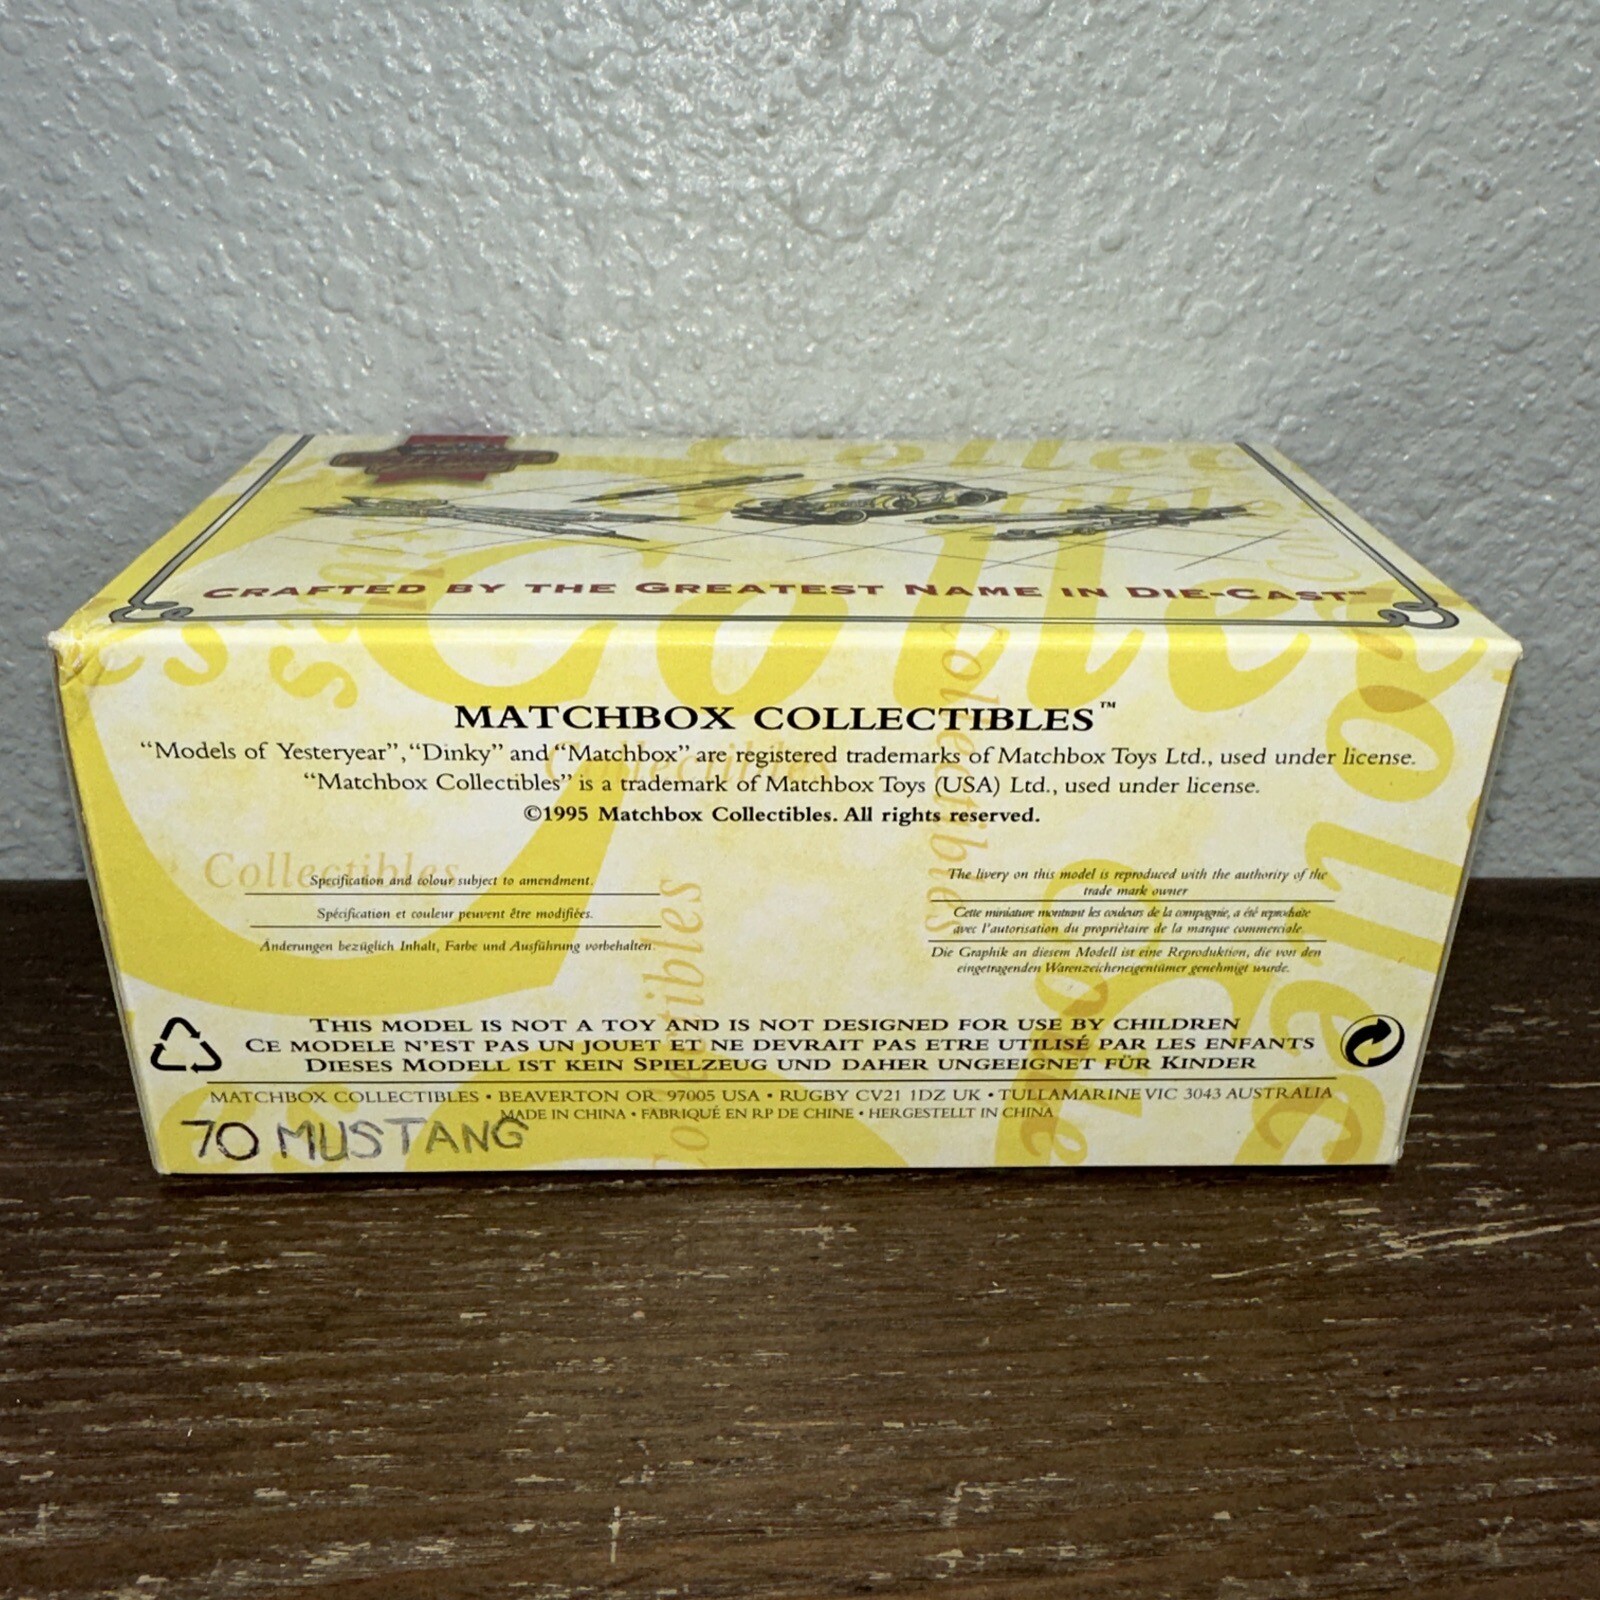 CRAFTED BY THE GREATEST NAME IN DIE-CAST™
MATCHBOX COLLECTIBLES™
“Models of Yesteryear”, “Dinky” and “Matchbox” are registered trademarks of Matchbox Toys Ltd., used under license.
“Matchbox Collectibles” is a trademark of Matchbox Toys (USA) Ltd., used under license.
©1995 Matchbox Collectibles. All rights reserved.
Collectibles
Specification and colour subject to amendment.
Spécification et couleur peuvent être modifiées.
Änderungen bezüglich Inhalt, Farbe und Ausführung vorbehalten.
The livery on this model is reproduced with the authority of the
trade mark owner
Cette miniature montrant les couleurs de la compagnie, a été reproduite
avec l'autorisation du propriètaire de la marque commerciale.
Die Graphik an diesem Modell ist eine Reproduktion, die von den
eingetragenden Warenzeicheneigentümer genehmigt wurde.
THIS MODEL IS NOT A TOY AND IS NOT DESIGNED FOR USE BY CHILDREN
CE MODELE N'EST PAS UN JOUET ET NE DEVRAIT PAS ETRE UTILISÉ PAR LES ENFANTS
DIESES MODELL IST KEIN SPIELZEUG UND DAHER UNGEEIGNET FÜR KINDER
MATCHBOX COLLECTIBLES • BEAVERTON OR 97005 USA • RUGBY CV21 1DZ UK • TULLAMARINE VIC 3043 AUSTRALIA
MADE IN CHINA • FABRIQUÉ EN RP DE CHINE • HERGESTELLT IN CHINA
70 MUSTANG